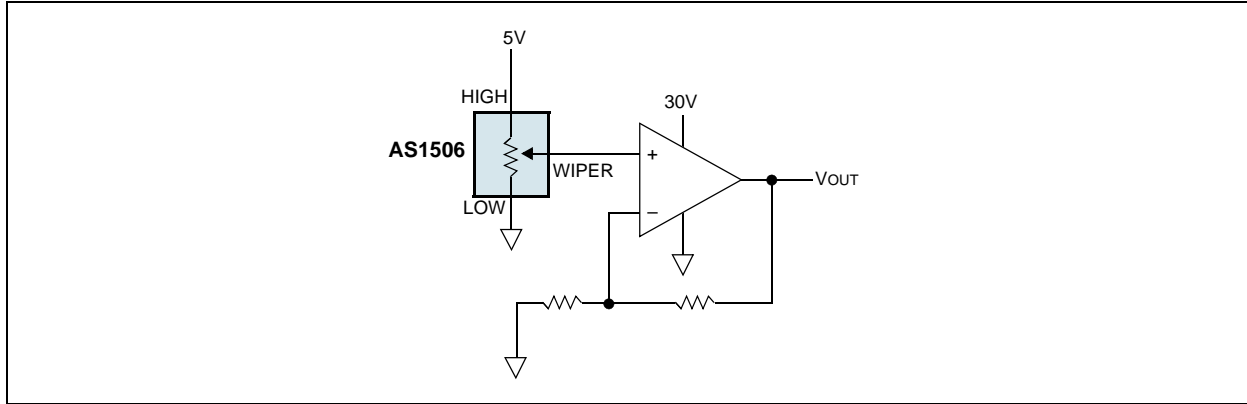 5V
HIGH
30V
AS1506
+
WIPER
VOUT
LOW
−